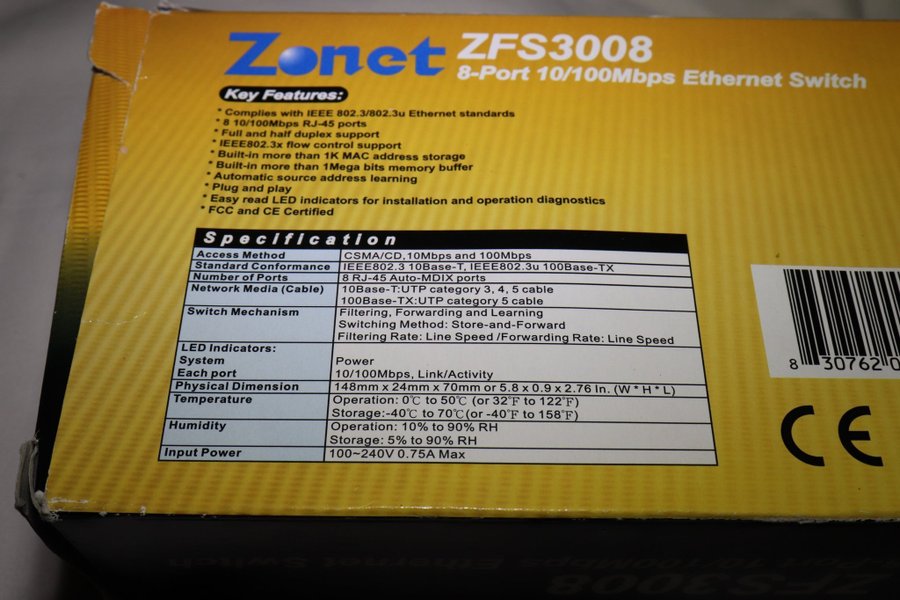 Zonet ZFS3008
8-Port 10/100Mbps Ethernet Switch
Key Features:
* Complies with IEEE 802.3/802.3u Ethernet standards
* 8 10/100Mbps RJ-45 ports
* Full and half duplex support
* IEEE802.3x flow control support
* Built-in more than 1K MAC address storage
* Built-in more than 1Mega bits memory buffer
* Automatic source address learning
* Plug and play
* Easy read LED indicators for installation and operation diagnostics
* FCC and CE Certified
Specification
Access Method CSMA/CD,10Mbps and 100Mbps
Standard Conformance IEEE802.3 10Base-T, IEEE802.3u 100Base-TX
Number of Ports 8 RJ-45 Auto-MDIX ports
Network Media (Cable) 10Base-T:UTP category 3, 4, 5 cable
100Base-TX:UTP category 5 cable
Switch Mechanism Filtering, Forwarding and Learning
Switching Method: Store-and-Forward
Filtering Rate: Line Speed /Forwarding Rate: Line Speed
LED Indicators:
System Power
Each port 10/100Mbps, Link/Activity
Physical Dimension 148mm x 24mm x 70mm or 5.8 x 0.9 x 2.76 In. (W * H * L)
Temperature Operation: 0℃ to 50℃ (or 32℉ to 122℉)
Storage:-40℃ to 70℃(or -40℉ to 158℉)
Humidity Operation: 10% to 90% RH
Storage: 5% to 90% RH
Input Power 100~240V 0.75A Max
8 30762 0
CE
ZFS3008
8-Port 10/100Mbps Ethernet Switch